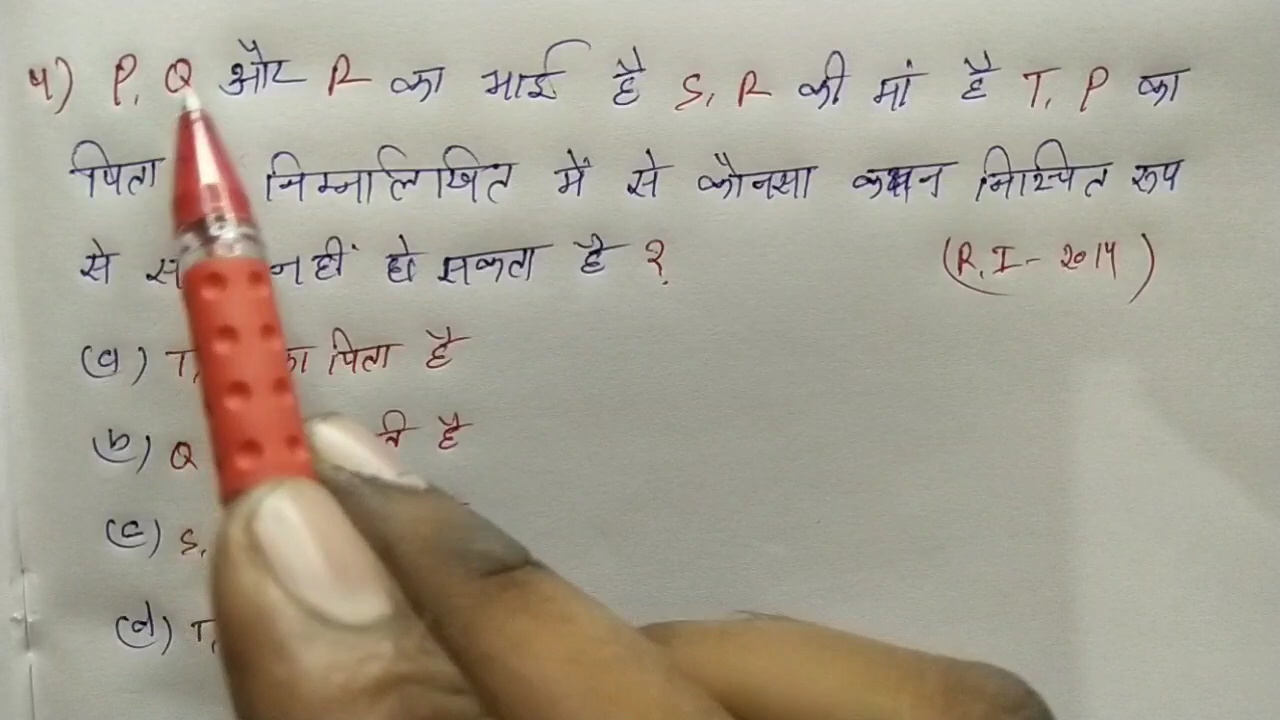 4) P, Q और R का भाई है S, R की मां है T, P का
पिता निम्नलिखित में से कौनसा कथन निश्चित रूप
से नहीं हो सकता है ?
(R.I - 2014)
(a) T, का पिता है
(b) Q है
(c) S,
(d) T,